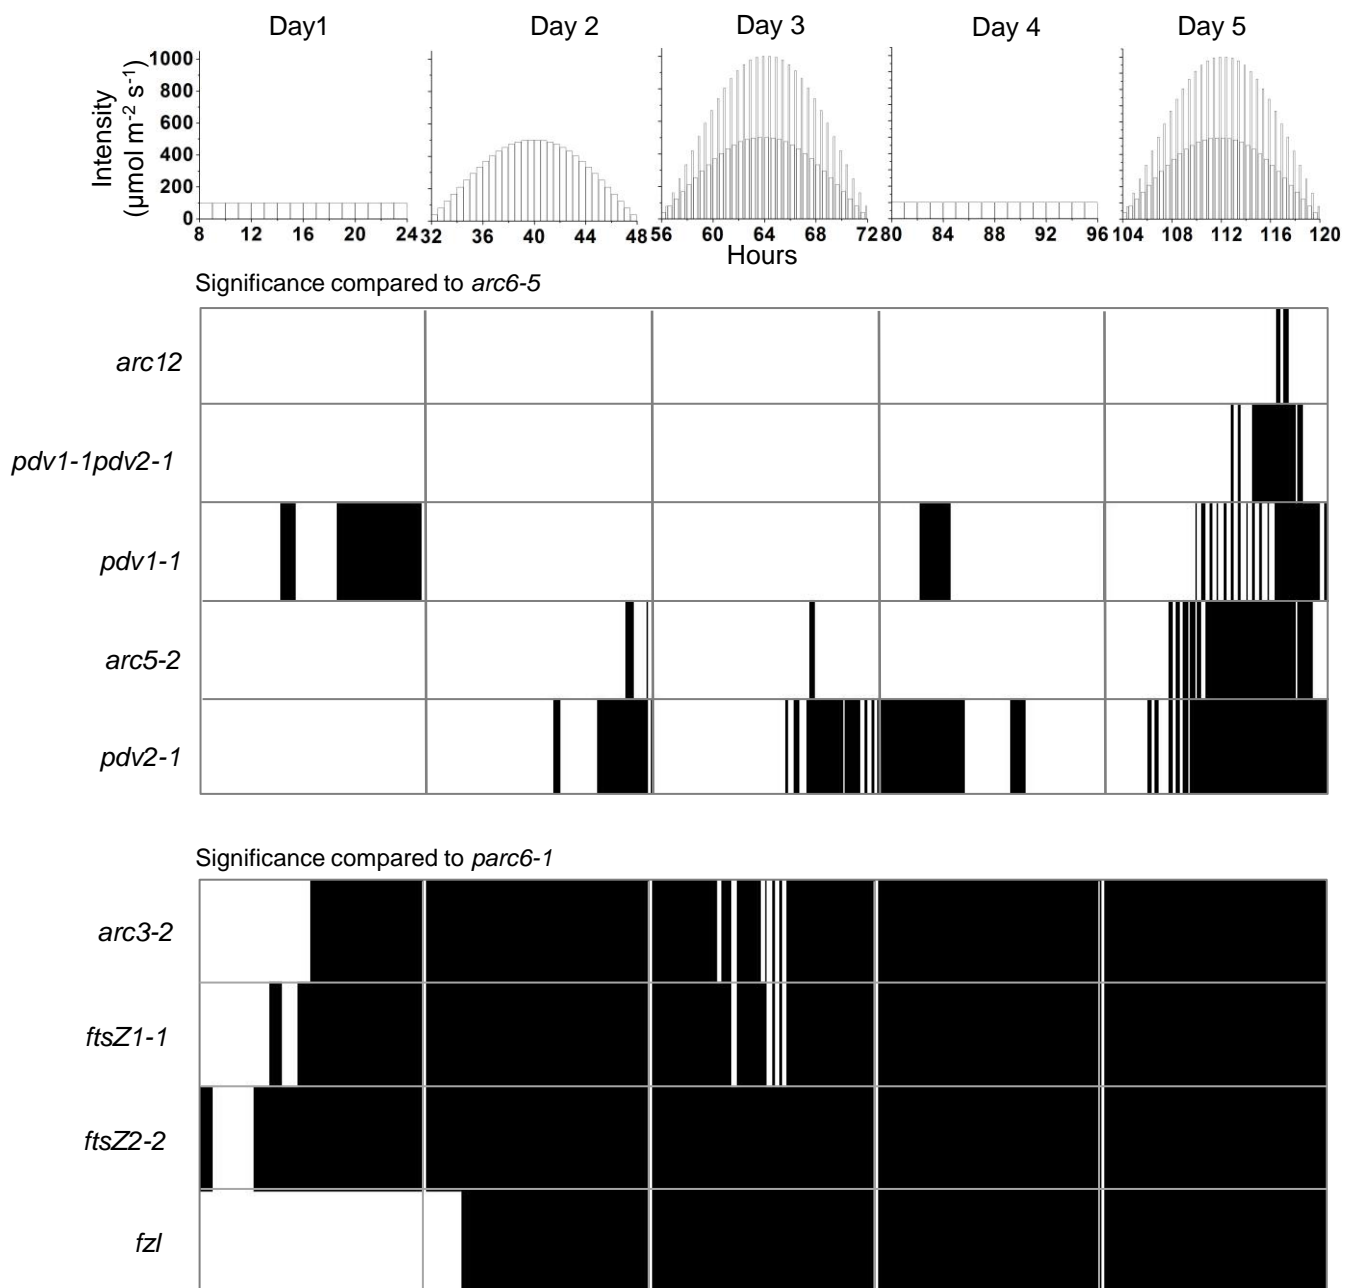 Day1 Day 2 Day 3 Day 4 Day 5
Intensity
(µmol m-2 s-1)
1000
800
600
400
200
0
8 12 16 20 24 32 36 40 44 48 56 60 64 68 72 80 84 88 92 96 104 108 112 116 120
Hours
Significance compared to arc6-5
arc12
pdv1-1pdv2-1
pdv1-1
arc5-2
pdv2-1
Significance compared to parc6-1
arc3-2
ftsZ1-1
ftsZ2-2
fzl